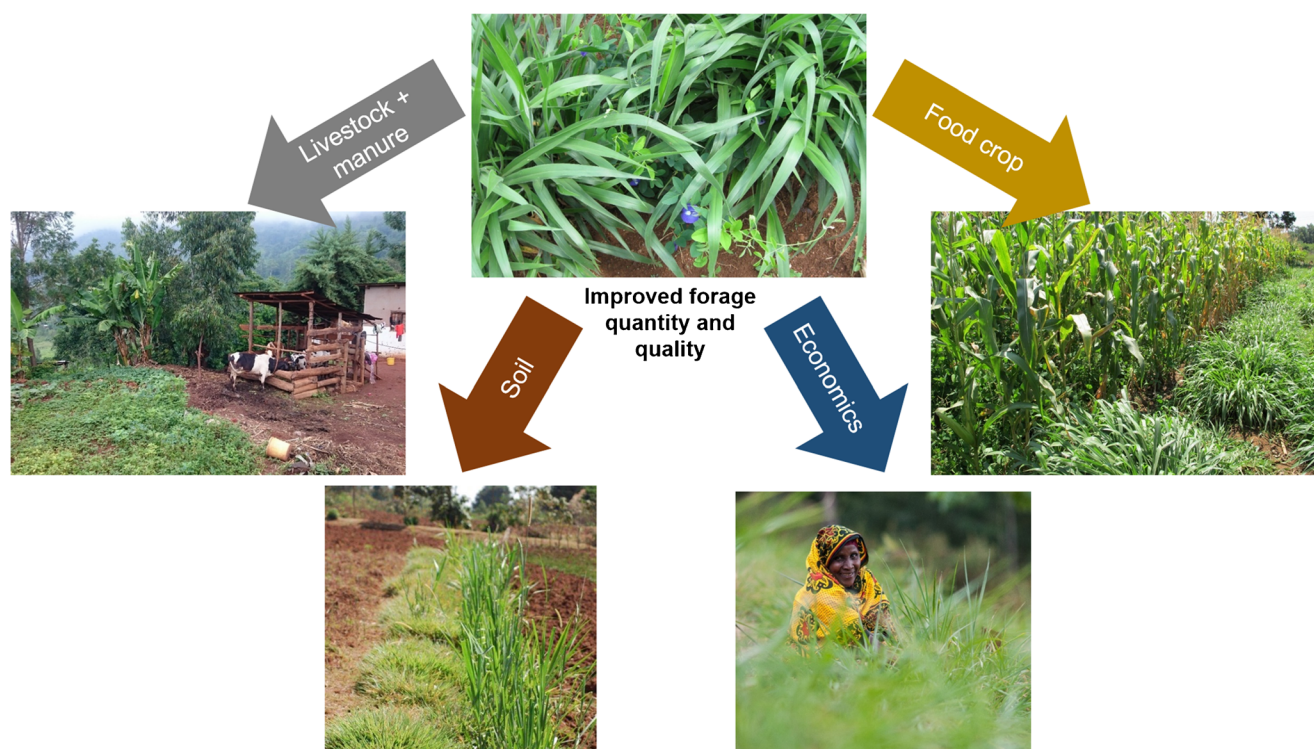 Livestock +
manure
Food crop
Improved forage
quantity and
quality
Soil
Economics